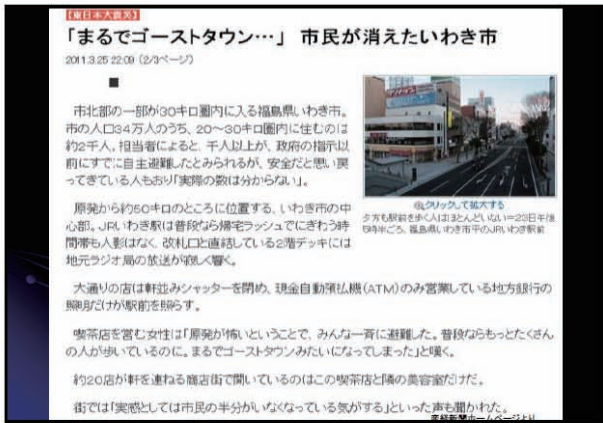 【東日本大震災】
「まるでゴーストタウン…」 市民が消えたいわき市
2011.3.25 22:09 (2/3ページ)
■
市北部の一部が30キロ圏内に入る福島県いわき市。
市の人口34万人のうち、20〜30キロ圏内に住むのは
約2千人。担当者によると、千人以上が、政府の指示以
前にすでに自主避難したとみられるが、安全だと思い戻
ってきている人もおり「実際の数は分からない」。
原発から約50キロのところに位置する、いわき市の中
心部。JRいわき駅は普段なら帰宅ラッシュでにぎわう時
間帯も人影はなく、改札口と直結している2階デッキには
地元ラジオ局の放送が寂しく響く。
クリックして拡大する
夕方も駅前を歩く人はほとんどいない=23日午後
5時半ごろ、福島県いわき市平のJRいわき駅前
大通りの店は軒並みシャッターを閉め、現金自動預払機(ATM)のみ営業している地方銀行の
照明だけが駅前を照らす。
喫茶店を営む女性は「原発が怖いということで、みんな一斉に避難した。普段ならもっとたくさん
の人が歩いているのに。まるでゴーストタウンみたいになってしまった」と嘆く。
約20店が軒を連ねる商店街で開いているのはこの喫茶店と隣の美容室だけだ。
街では「実感としては市民の半分がいなくなっている気がする」といった声も聞かれた。
産経新聞ホームページより